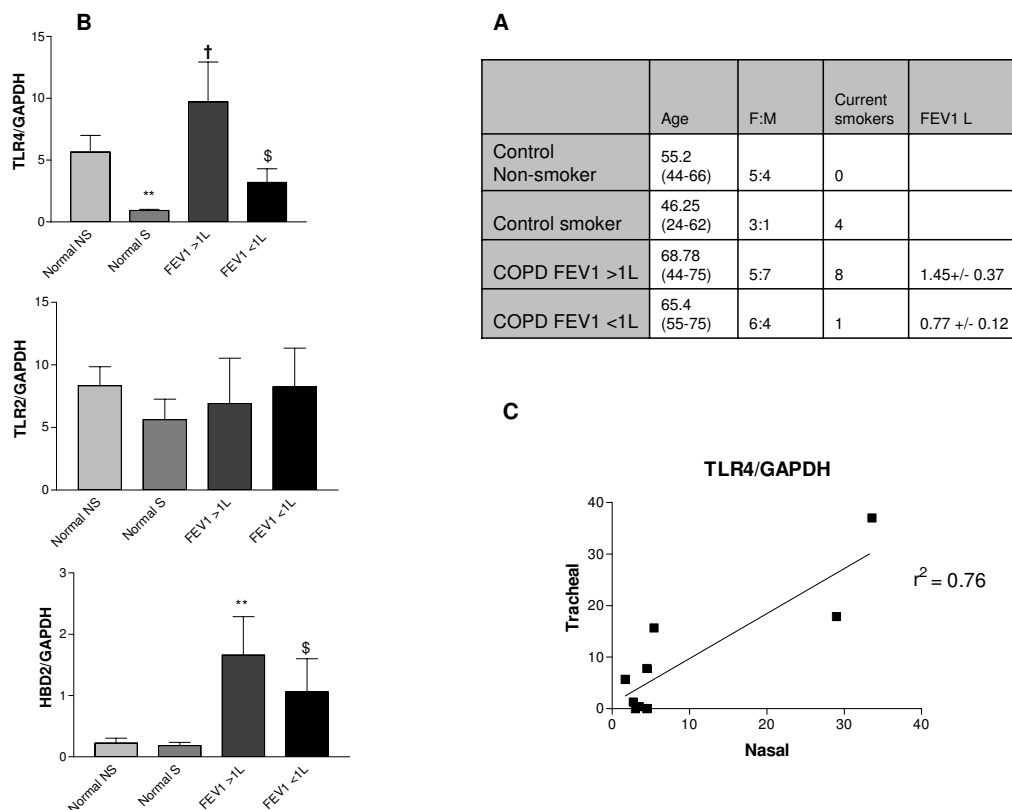 B
TLR4/GAPDH
15
10
5
0
**
†
$
Normal NS
Normal S
FEV1 >1L
FEV1 <1L
TLR2/GAPDH
15
10
5
0
Normal NS
Normal S
FEV1 >1L
FEV1 <1L
HBD2/GAPDH
3
2
1
0
**
$
Normal NS
Normal S
FEV1 >1L
FEV1 <1L
A
Age F:M Current smokers FEV1 L
Control Non-smoker 55.2 (44-66) 5:4 0
Control smoker 46.25 (24-62) 3:1 4
COPD FEV1 >1L 68.78 (44-75) 5:7 8 1.45+/- 0.37
COPD FEV1 <1L 65.4 (55-75) 6:4 1 0.77 +/- 0.12
C
TLR4/GAPDH
Tracheal
40
30
20
10
0
0 10 20 30 40
Nasal
r² = 0.76